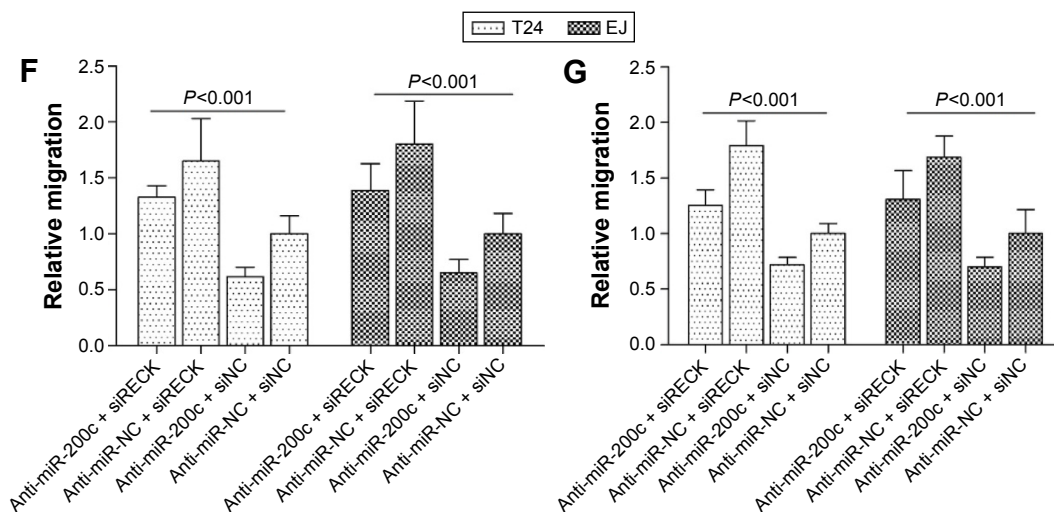 T24 EJ
F
Relative migration
2.5
2.0
1.5
1.0
0.5
0.0
P<0.001
P<0.001
Anti-miR-200c + siRECK
Anti-miR-NC + siRECK
Anti-miR-200c + siNC
Anti-miR-NC + siNC
Anti-miR-200c + siRECK
Anti-miR-NC + siRECK
Anti-miR-200c + siNC
Anti-miR-NC + siNC
G
Relative migration
2.5
2.0
1.5
1.0
0.5
0.0
P<0.001
P<0.001
Anti-miR-200c + siRECK
Anti-miR-NC + siRECK
Anti-miR-200c + siNC
Anti-miR-NC + siNC
Anti-miR-200c + siRECK
Anti-miR-NC + siRECK
Anti-miR-200c + siNC
Anti-miR-NC + siNC